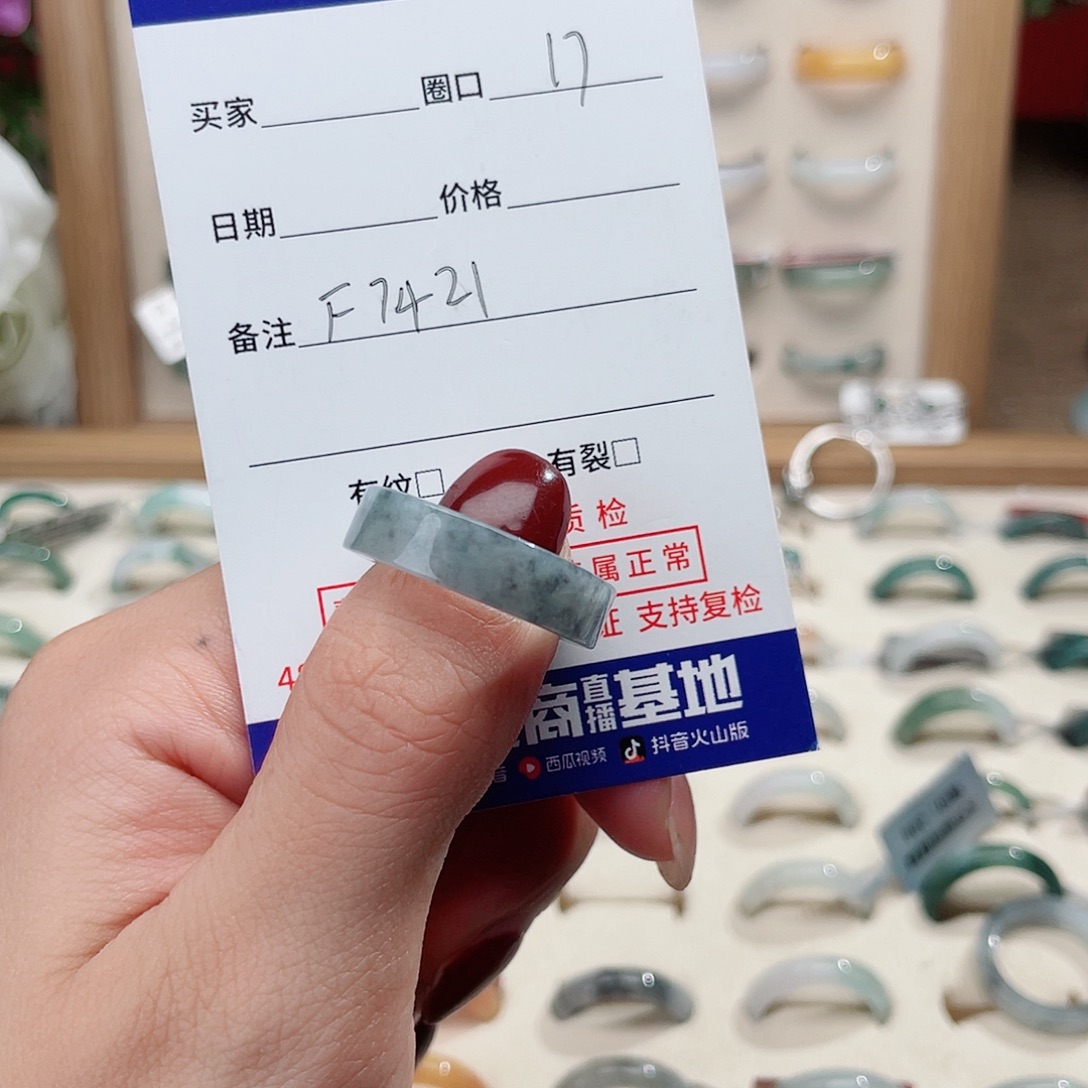 买家 圈口 17
日期 价格
备注 F7421
有纹□ 有裂□
质检
属正常
证 支持复检
商直播基地
音 西瓜视频 抖音火山版